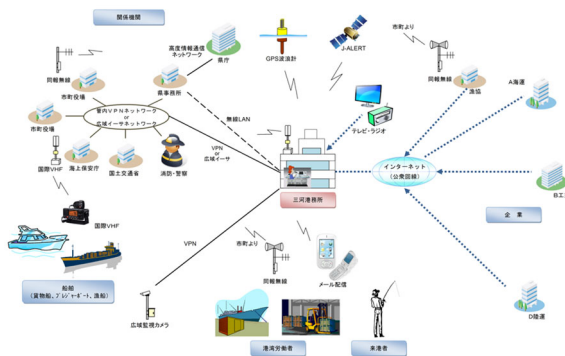 関係機関
高度情報通信
ネットワーク
県庁
GPS波浪計
J-ALERT
市町より
同報無線
漁協
A海運
同報無線
市町役場
県事務所
無線LAN
テレビ・ラジオ
市町役場
管内VPNネットワーク
or
広域イーサネットワーク
VPN
or
広域イーサ
国際VHF
海上保安庁
国土交通省
消防・警察
インターネット
(公衆回線)
三河港務所
B工
企 業
国際VHF
VPN
市町より
同報無線
メール配信
船舶
(貨物船、プレジャーボート、漁船)
広域監視カメラ
港湾労働者
来港者
D陸運